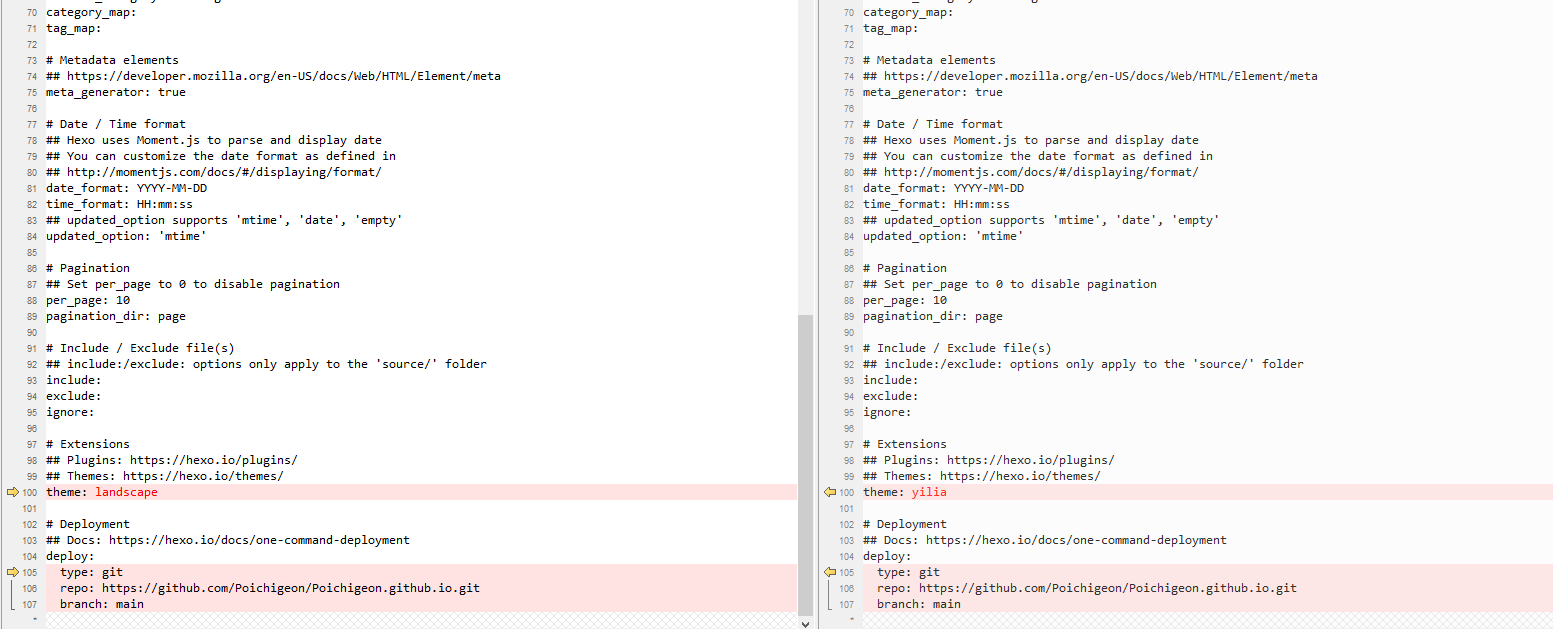 70 category_map:
71 tag_map:
72
73 # Metadata elements
74 ## https://developer.mozilla.org/en-US/docs/Web/HTML/Element/meta
75 meta_generator: true
76
77 # Date / Time format
78 ## Hexo uses Moment.js to parse and display date
79 ## You can customize the date format as defined in
80 ## http://momentjs.com/docs/#/displaying/format/
81 date_format: YYYY-MM-DD
82 time_format: HH:mm:ss
83 ## updated_option supports 'mtime', 'date', 'empty'
84 updated_option: 'mtime'
85
86 # Pagination
87 ## Set per_page to 0 to disable pagination
88 per_page: 10
89 pagination_dir: page
90
91 # Include / Exclude file(s)
92 ## include:/exclude: options only apply to the 'source/' folder
93 include:
94 exclude:
95 ignore:
96
97 # Extensions
98 ## Plugins: https://hexo.io/plugins/
99 ## Themes: https://hexo.io/themes/
100 theme: landscape
101
102 # Deployment
103 ## Docs: https://hexo.io/docs/one-command-deployment
104 deploy:
105   type: git
106   repo: https://github.com/Poichigeon/Poichigeon.github.io.git
107   branch: main
70 category_map:
71 tag_map:
72
73 # Metadata elements
74 ## https://developer.mozilla.org/en-US/docs/Web/HTML/Element/meta
75 meta_generator: true
76
77 # Date / Time format
78 ## Hexo uses Moment.js to parse and display date
79 ## You can customize the date format as defined in
80 ## http://momentjs.com/docs/#/displaying/format/
81 date_format: YYYY-MM-DD
82 time_format: HH:mm:ss
83 ## updated_option supports 'mtime', 'date', 'empty'
84 updated_option: 'mtime'
85
86 # Pagination
87 ## Set per_page to 0 to disable pagination
88 per_page: 10
89 pagination_dir: page
90
91 # Include / Exclude file(s)
92 ## include:/exclude: options only apply to the 'source/' folder
93 include:
94 exclude:
95 ignore:
96
97 # Extensions
98 ## Plugins: https://hexo.io/plugins/
99 ## Themes: https://hexo.io/themes/
100 theme: yilia
101
102 # Deployment
103 ## Docs: https://hexo.io/docs/one-command-deployment
104 deploy:
105   type: git
106   repo: https://github.com/Poichigeon/Poichigeon.github.io.git
107   branch: main